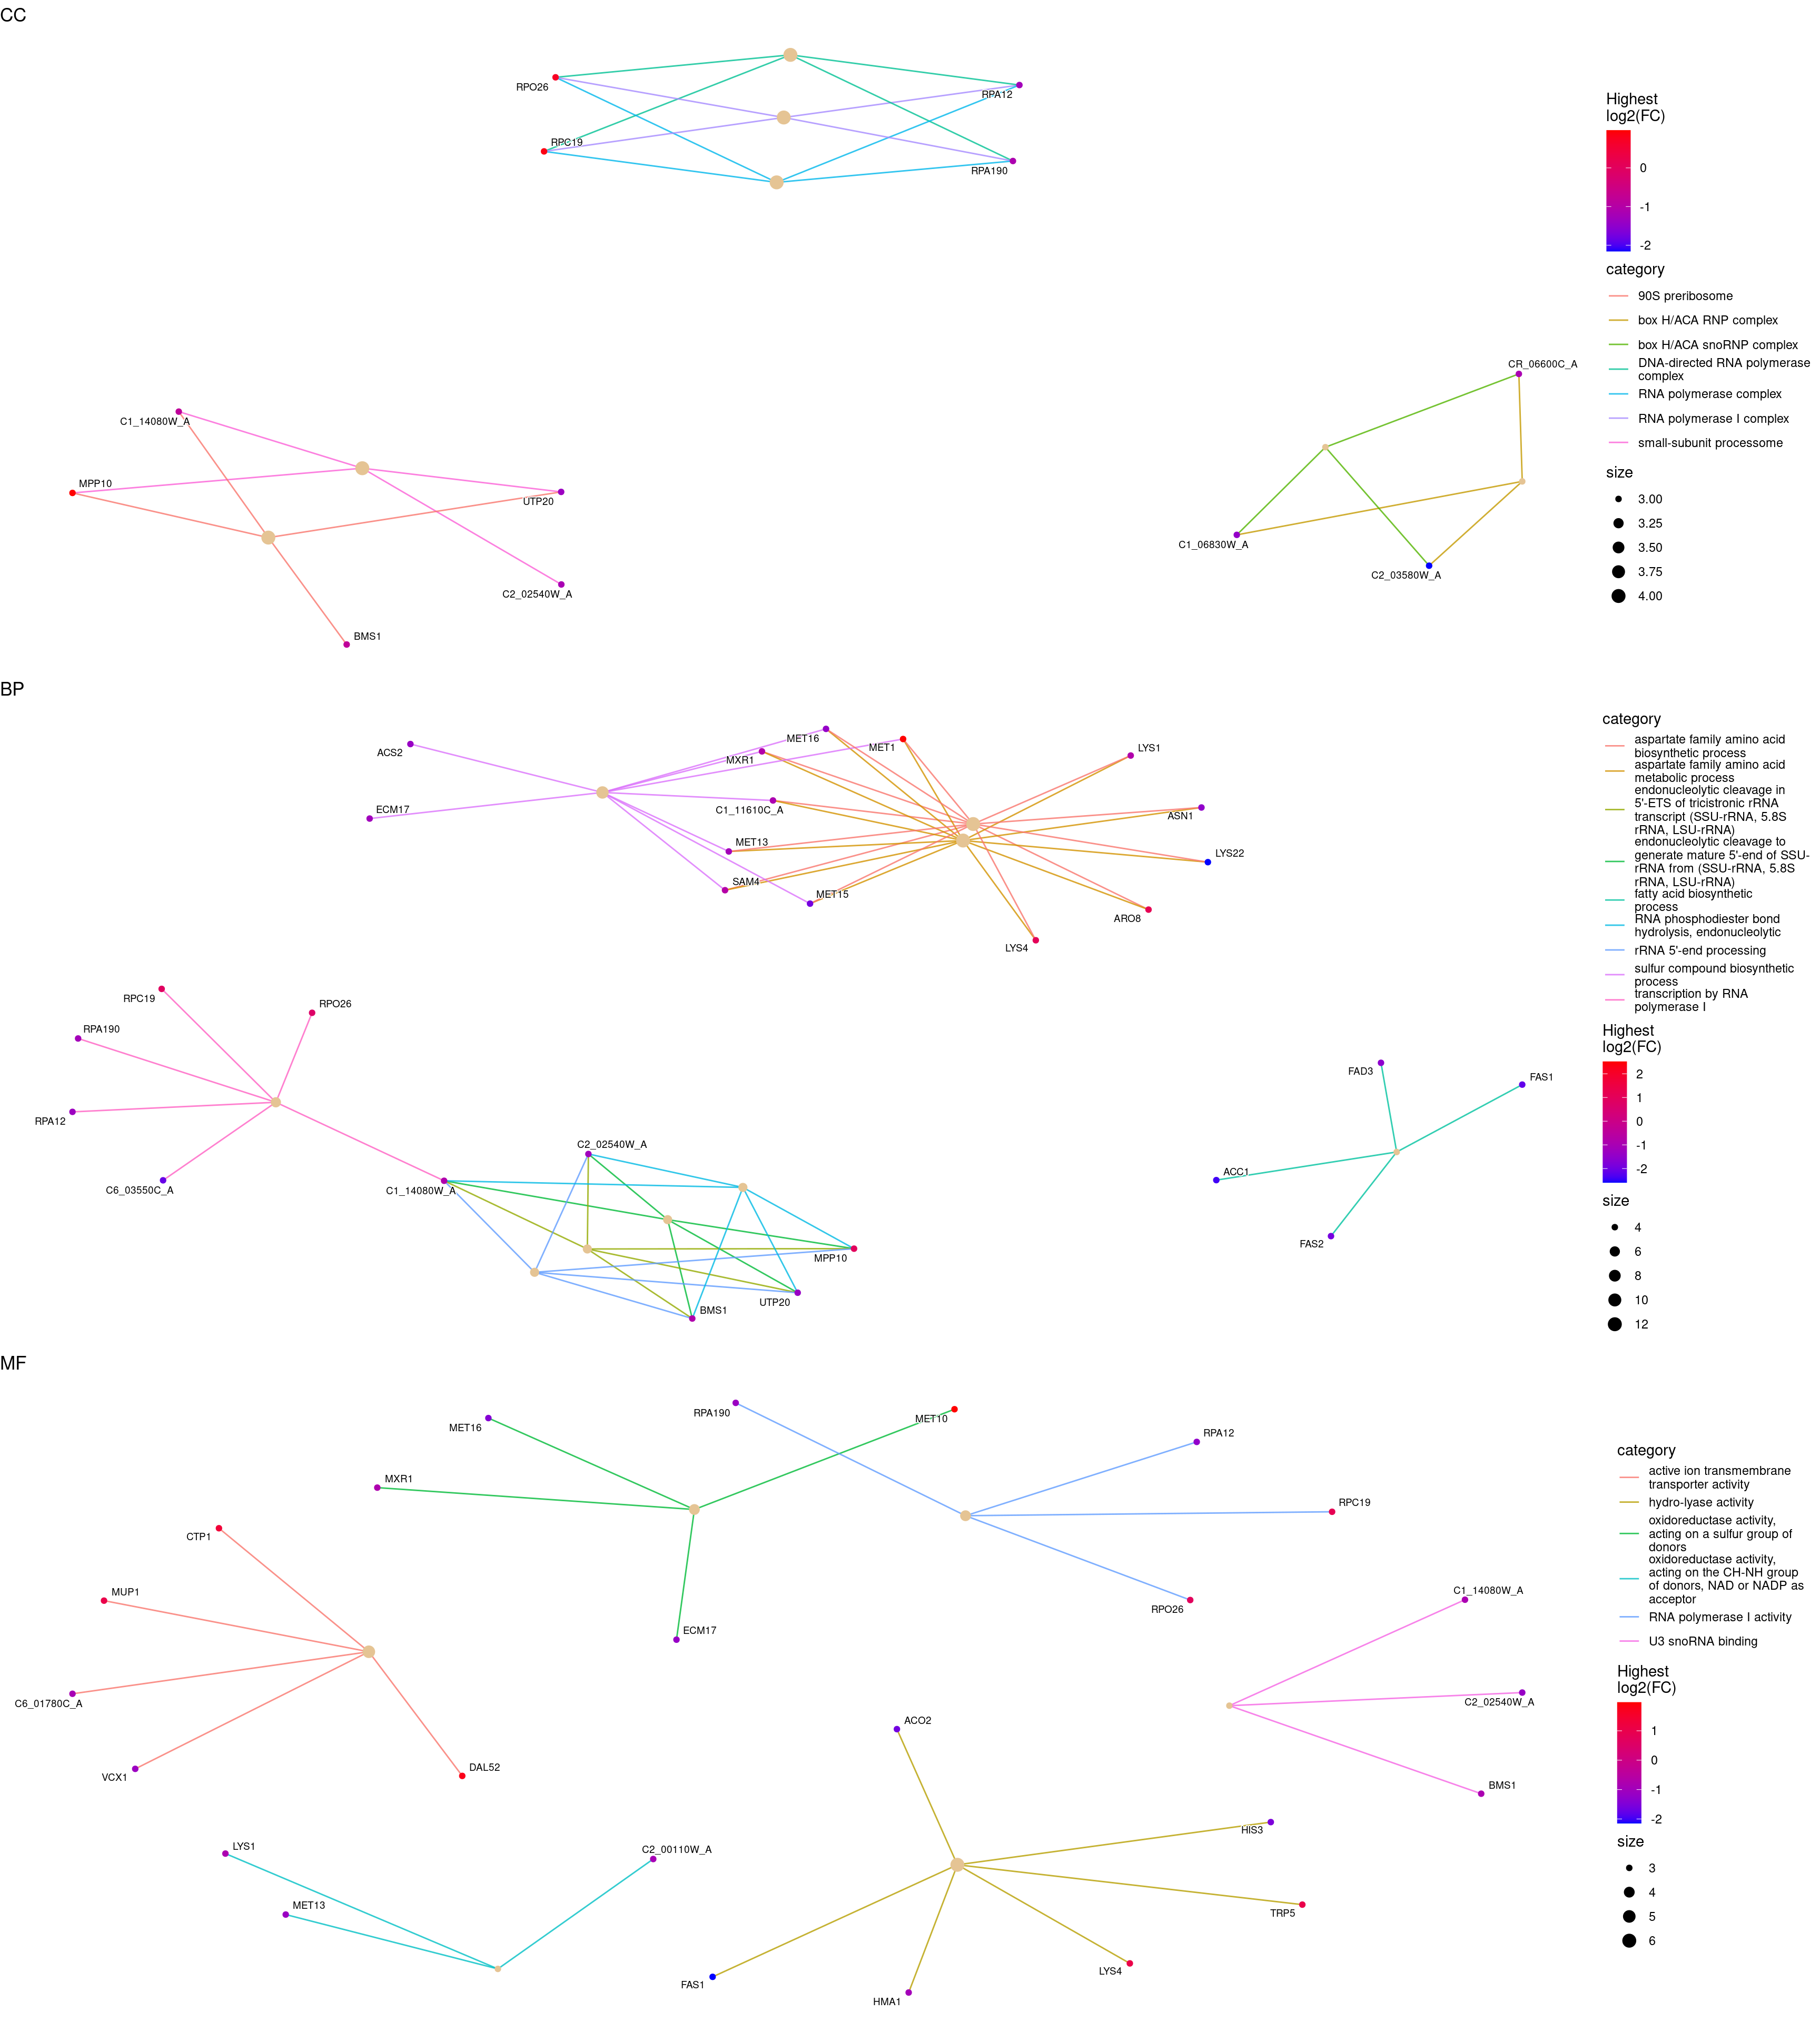 CC
RPO26
RPA12
RPC19
RPA190
C1_14080W_A
MPP10
UTP20
C2_02540W_A
BMS1
CR_06600C_A
C1_06830W_A
C2_03580W_A
Highest
log2(FC)
0
-1
-2
category
90S preribosome
box H/ACA RNP complex
box H/ACA snoRNP complex
DNA-directed RNA polymerase
complex
RNA polymerase complex
RNA polymerase I complex
small-subunit processome
size
3.00
3.25
3.50
3.75
4.00
BP
ACS2
ECM17
MET16
MET1
MXR1
C1_11610C_A
MET13
SAM4
MET15
LYS1
ASN1
LYS22
ARO8
LYS4
RPC19
RPO26
RPA190
RPA12
C6_03550C_A
C1_14080W_A
C2_02540W_A
MPP10
UTP20
BMS1
FAD3
FAS1
ACC1
FAS2
category
aspartate family amino acid
biosynthetic process
aspartate family amino acid
metabolic process
endonucleolytic cleavage in
5'-ETS of tricistronic rRNA
transcript (SSU-rRNA, 5.8S
rRNA, LSU-rRNA)
endonucleolytic cleavage to
generate mature 5'-end of SSU-
rRNA from (SSU-rRNA, 5.8S
rRNA, LSU-rRNA)
fatty acid biosynthetic
process
RNA phosphodiester bond
hydrolysis, endonucleolytic
rRNA 5'-end processing
sulfur compound biosynthetic
process
transcription by RNA
polymerase I
Highest
log2(FC)
2
1
0
-1
-2
size
4
6
8
10
12
MF
MET16
RPA190
MET10
RPA12
MXR1
RPC19
CTP1
MUP1
ECM17
RPO26
C1_14080W_A
C6_01780C_A
C2_02540W_A
VCX1
DAL52
ACO2
BMS1
HIS3
LYS1
C2_00110W_A
MET13
TRP5
FAS1
HMA1
LYS4
category
active ion transmembrane
transporter activity
hydro-lyase activity
oxidoreductase activity,
acting on a sulfur group of
donors
oxidoreductase activity,
acting on the CH-NH group
of donors, NAD or NADP as
acceptor
RNA polymerase I activity
U3 snoRNA binding
Highest
log2(FC)
1
0
-1
-2
size
3
4
5
6